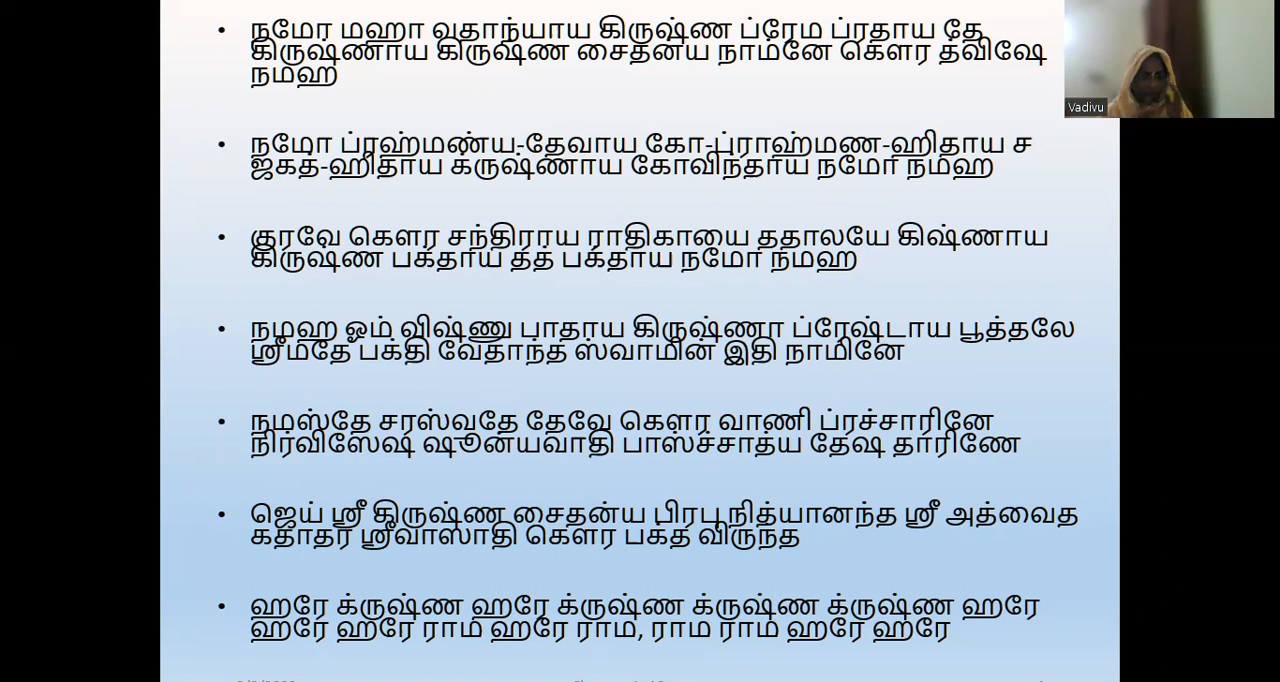 நமோ மஹா வதாந்யாய கிருஷ்ண ப்ரேம ப்ரதாய தே
கிருஷ்ணாய கிருஷ்ண சைதன்ய நாம்னே கௌர த்விஷே
நமஹ
Vadivu
நமோ ப்ரஹ்மண்ய-தேவாய கோ-ப்ராஹ்மண-ஹிதாய ச
ஜகத்-ஹிதாய க்ருஷ்ணாய கோவிந்தாய நமோ நமஹ
குரவே கௌர சந்திராய ராதிகாயை ததாலயே கிஷ்ணாய
கிருஷ்ண பக்தாய தத் பக்தாய நமோ நமஹ
நமஹ ஓம் விஷ்ணு பாதாய கிருஷ்ணா ப்ரேஷ்டாய பூத்தலே
ஸ்ரீமதே பக்தி வேதாந்த ஸ்வாமின் இதி நாமினே
நமஸ்தே சரஸ்வதே தேவே கௌர வாணி ப்ரச்சாரினே
நிர்விஸேஷ ஷூன்யவாதி பாஸ்ச்சாத்ய தேஷ தாரிணே
ஜெய் ஸ்ரீ கிருஷ்ண சைதன்ய பிரபு நித்யானந்த ஸ்ரீ அத்வைத
கதாதர ஸ்ரீவாஸாதி கௌர பக்த விருந்த
ஹரே க்ருஷ்ண ஹரே க்ருஷ்ண க்ருஷ்ண க்ருஷ்ண ஹரே
ஹரே ஹரே ராம ஹரே ராம, ராம ராம ஹரே ஹரே